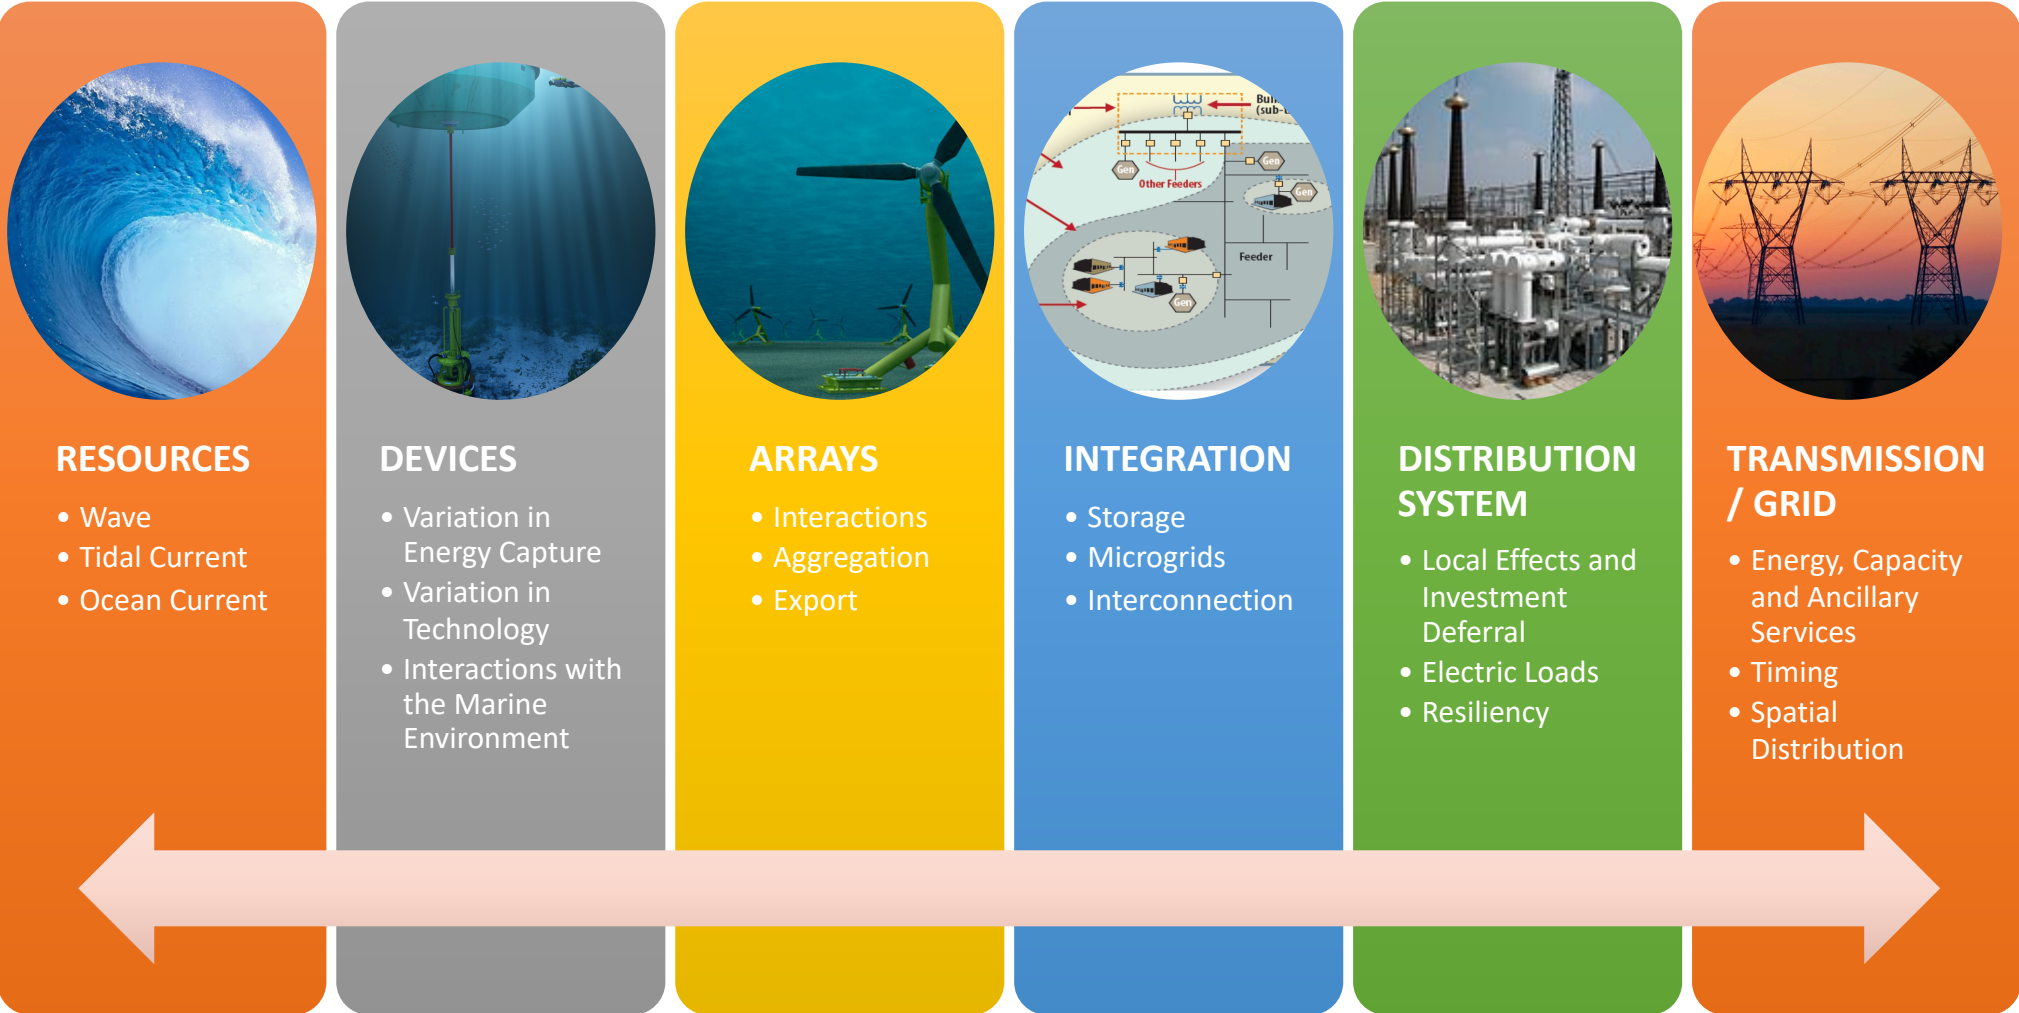 RESOURCES
• Wave
• Tidal Current
• Ocean Current
DEVICES
• Variation in
Energy Capture
• Variation in
Technology
• Interactions with
the Marine
Environment
ARRAYS
• Interactions
• Aggregation
• Export
(sub-
Gen
Other Feeders
Gen
Gen
Feeder
Gen
INTEGRATION
• Storage
• Microgrids
• Interconnection
DISTRIBUTION
SYSTEM
• Local Effects and
Investment
Deferral
• Electric Loads
• Resiliency
TRANSMISSION
/ GRID
• Energy, Capacity
and Ancillary
Services
• Timing
• Spatial
Distribution